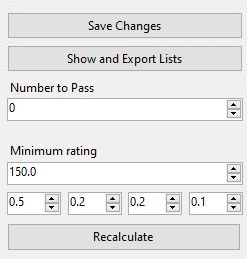 Save Changes
Show and Export Lists
Number to Pass
0
Minimum rating
150.0
0.5 0.2 0.2 0.1
Recalculate